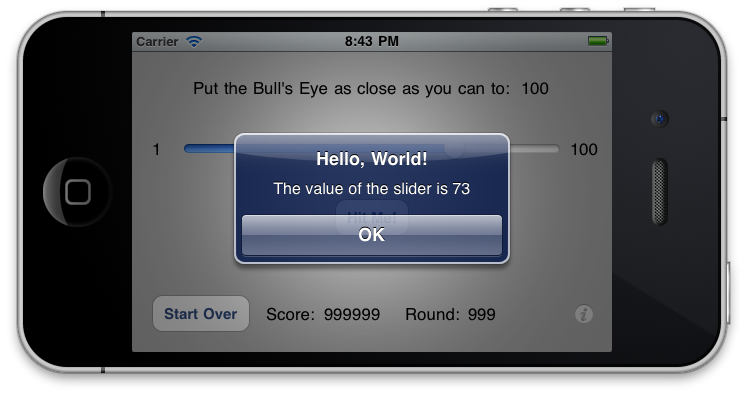 Carrier 8:43 PM
Put the Bull's Eye as close as you can to: 100
1 100
Hello, World!
The value of the slider is 73
Hit Me!
OK
Start Over Score: 999999 Round: 999